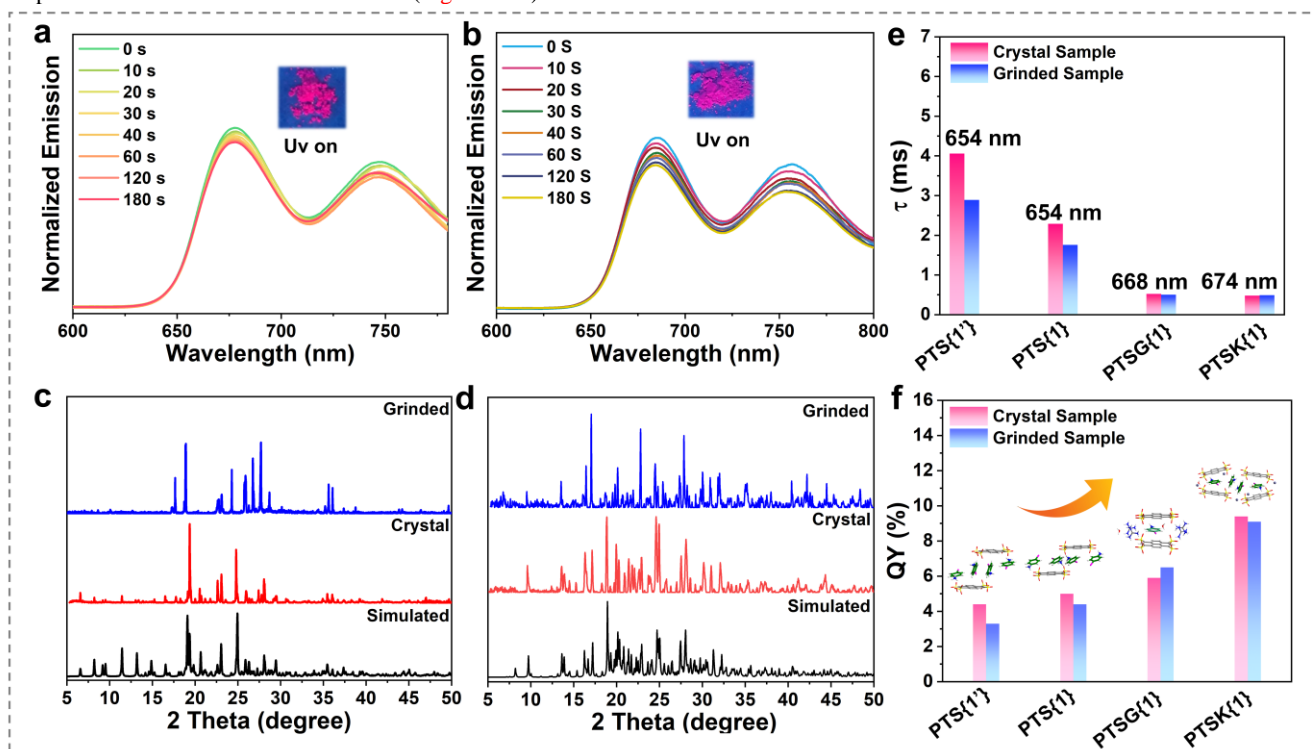 a
0 s
10 s
20 s
30 s
40 s
60 s
120 s
180 s
Uv on
Normalized Emission
600 650 700 750
Wavelength (nm)
b
0 S
10 S
20 S
30 S
40 S
60 S
120 S
180 S
Uv on
Normalized Emission
600 650 700 750 800
Wavelength (nm)
e
Crystal Sample
Grinded Sample
7
6
5
4
3
2
1
0
τ (ms)
654 nm
654 nm
668 nm
674 nm
PTS{1'}
PTS{1}
PTSG{1}
PTSK{1}
c
Grinded
Crystal
Simulated
5 10 15 20 25 30 35 40 45 50
2 Theta (degree)
d
Grinded
Crystal
Simulated
5 10 15 20 25 30 35 40 45 50
2 Theta (degree)
f
Crystal Sample
Grinded Sample
16
14
12
10
8
6
4
2
0
QY (%)
PTS{1'}
PTS{1}
PTSG{1}
PTSK{1}